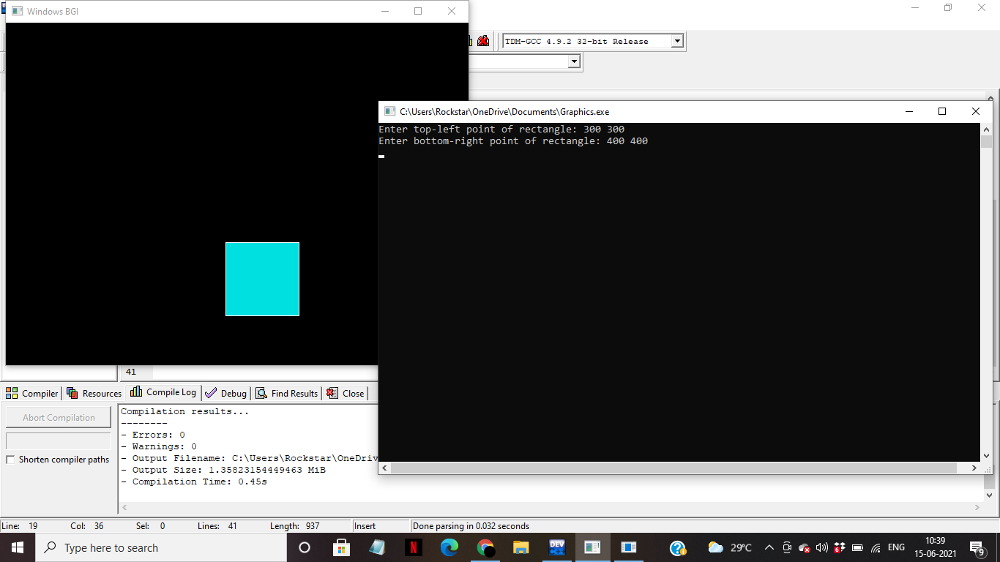 Windows BGI
TDM-GCC 4.9.2 32-bit Release
C:\Users\Rockstar\OneDrive\Documents\Graphics.exe
Enter top-left point of rectangle: 300 300
Enter bottom-right point of rectangle: 400 400
41
Compiler Resources Compile Log Debug Find Results Close
Abort Compilation
Shorten compiler paths
Compilation results...
--------
- Errors: 0
- Warnings: 0
- Output Filename: C:\Users\Rockstar\OneDriv
- Output Size: 1.35823154449463 MiB
- Compilation Time: 0.45s
Line: 19 Col: 36 Sel: 0 Lines: 41 Length: 937 Insert Done parsing in 0.032 seconds
Type here to search
N
DEV
29°C
6
ENG
10:39
15-06-2021
9